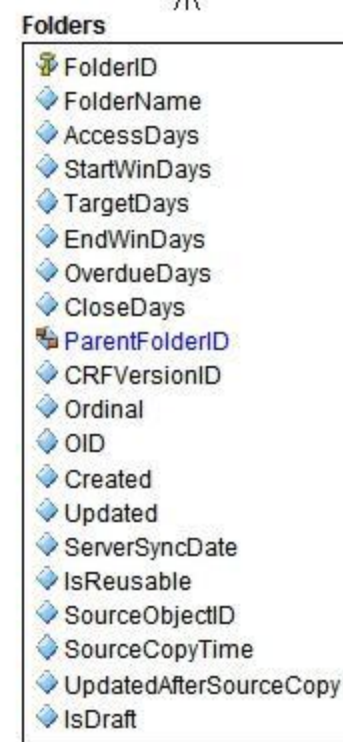 Folders
FolderID
FolderName
AccessDays
StartWinDays
TargetDays
EndWinDays
OverdueDays
CloseDays
ParentFolderID
CRFVersionID
Ordinal
OID
Created
Updated
ServerSyncDate
IsReusable
SourceObjectID
SourceCopyTime
UpdatedAfterSourceCopy
IsDraft